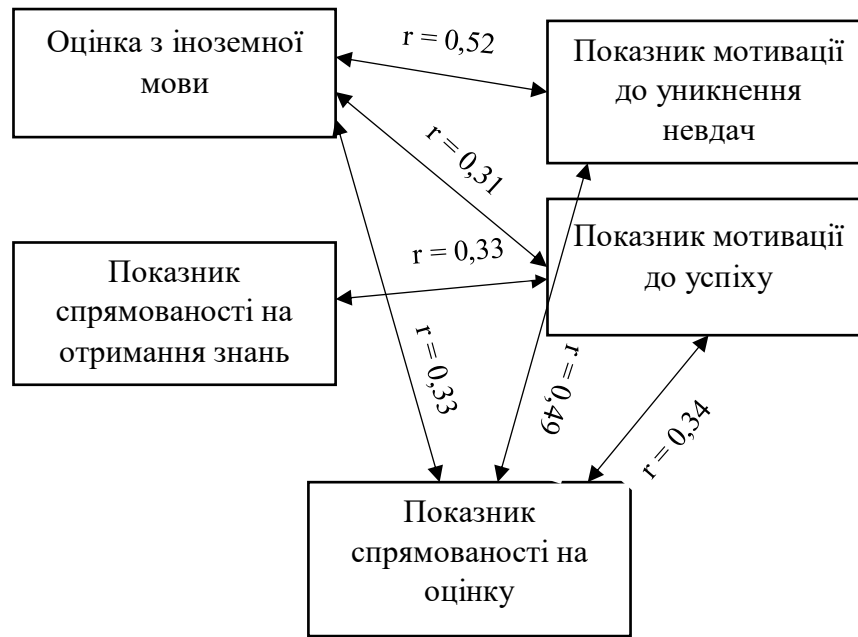 Оцінка з іноземної
мови
r = 0,52
Показник мотивації
до уникнення
невдач
r = 0,31
Показник мотивації
до успіху
r = 0,33
Показник
спрямованості на
отримання знань
r = 0,33
r = 0,49
r = 0,34
Показник
спрямованості на
оцінку